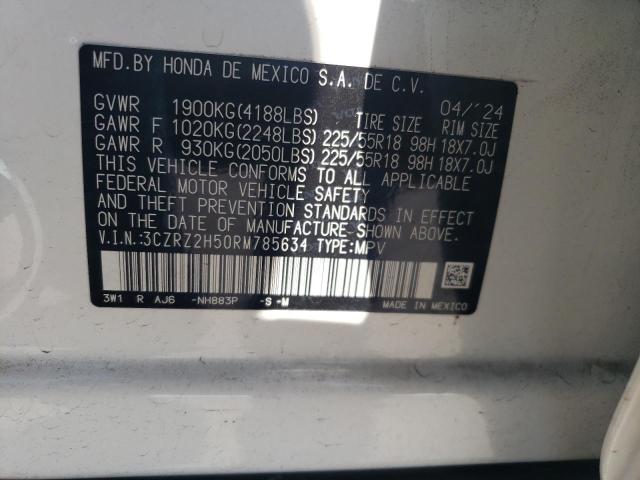 MFD.BY HONDA DE MEXICO S.A.DE C.V.
04/'24
GVWR 1900KG(4188LBS) TIRE SIZE RIM SIZE
GAWR F 1020KG(2248LBS) 225/55R18 98H 18X7.0J
GAWR R 930KG(2050LBS) 225/55R18 98H 18X7.0J
THIS VEHICLE CONFORMS TO ALL APPLICABLE
FEDERAL MOTOR VEHICLE SAFETY
AND THEFT PREVENTION STANDARDS IN EFFECT
ON THE DATE OF MANUFACTURE SHOWN ABOVE.
V.I.N.:3CZRZ2H50RM785634 TYPE:MPV
3W1 R AJ6 -NH883P -S -M
MADE IN MEXICO